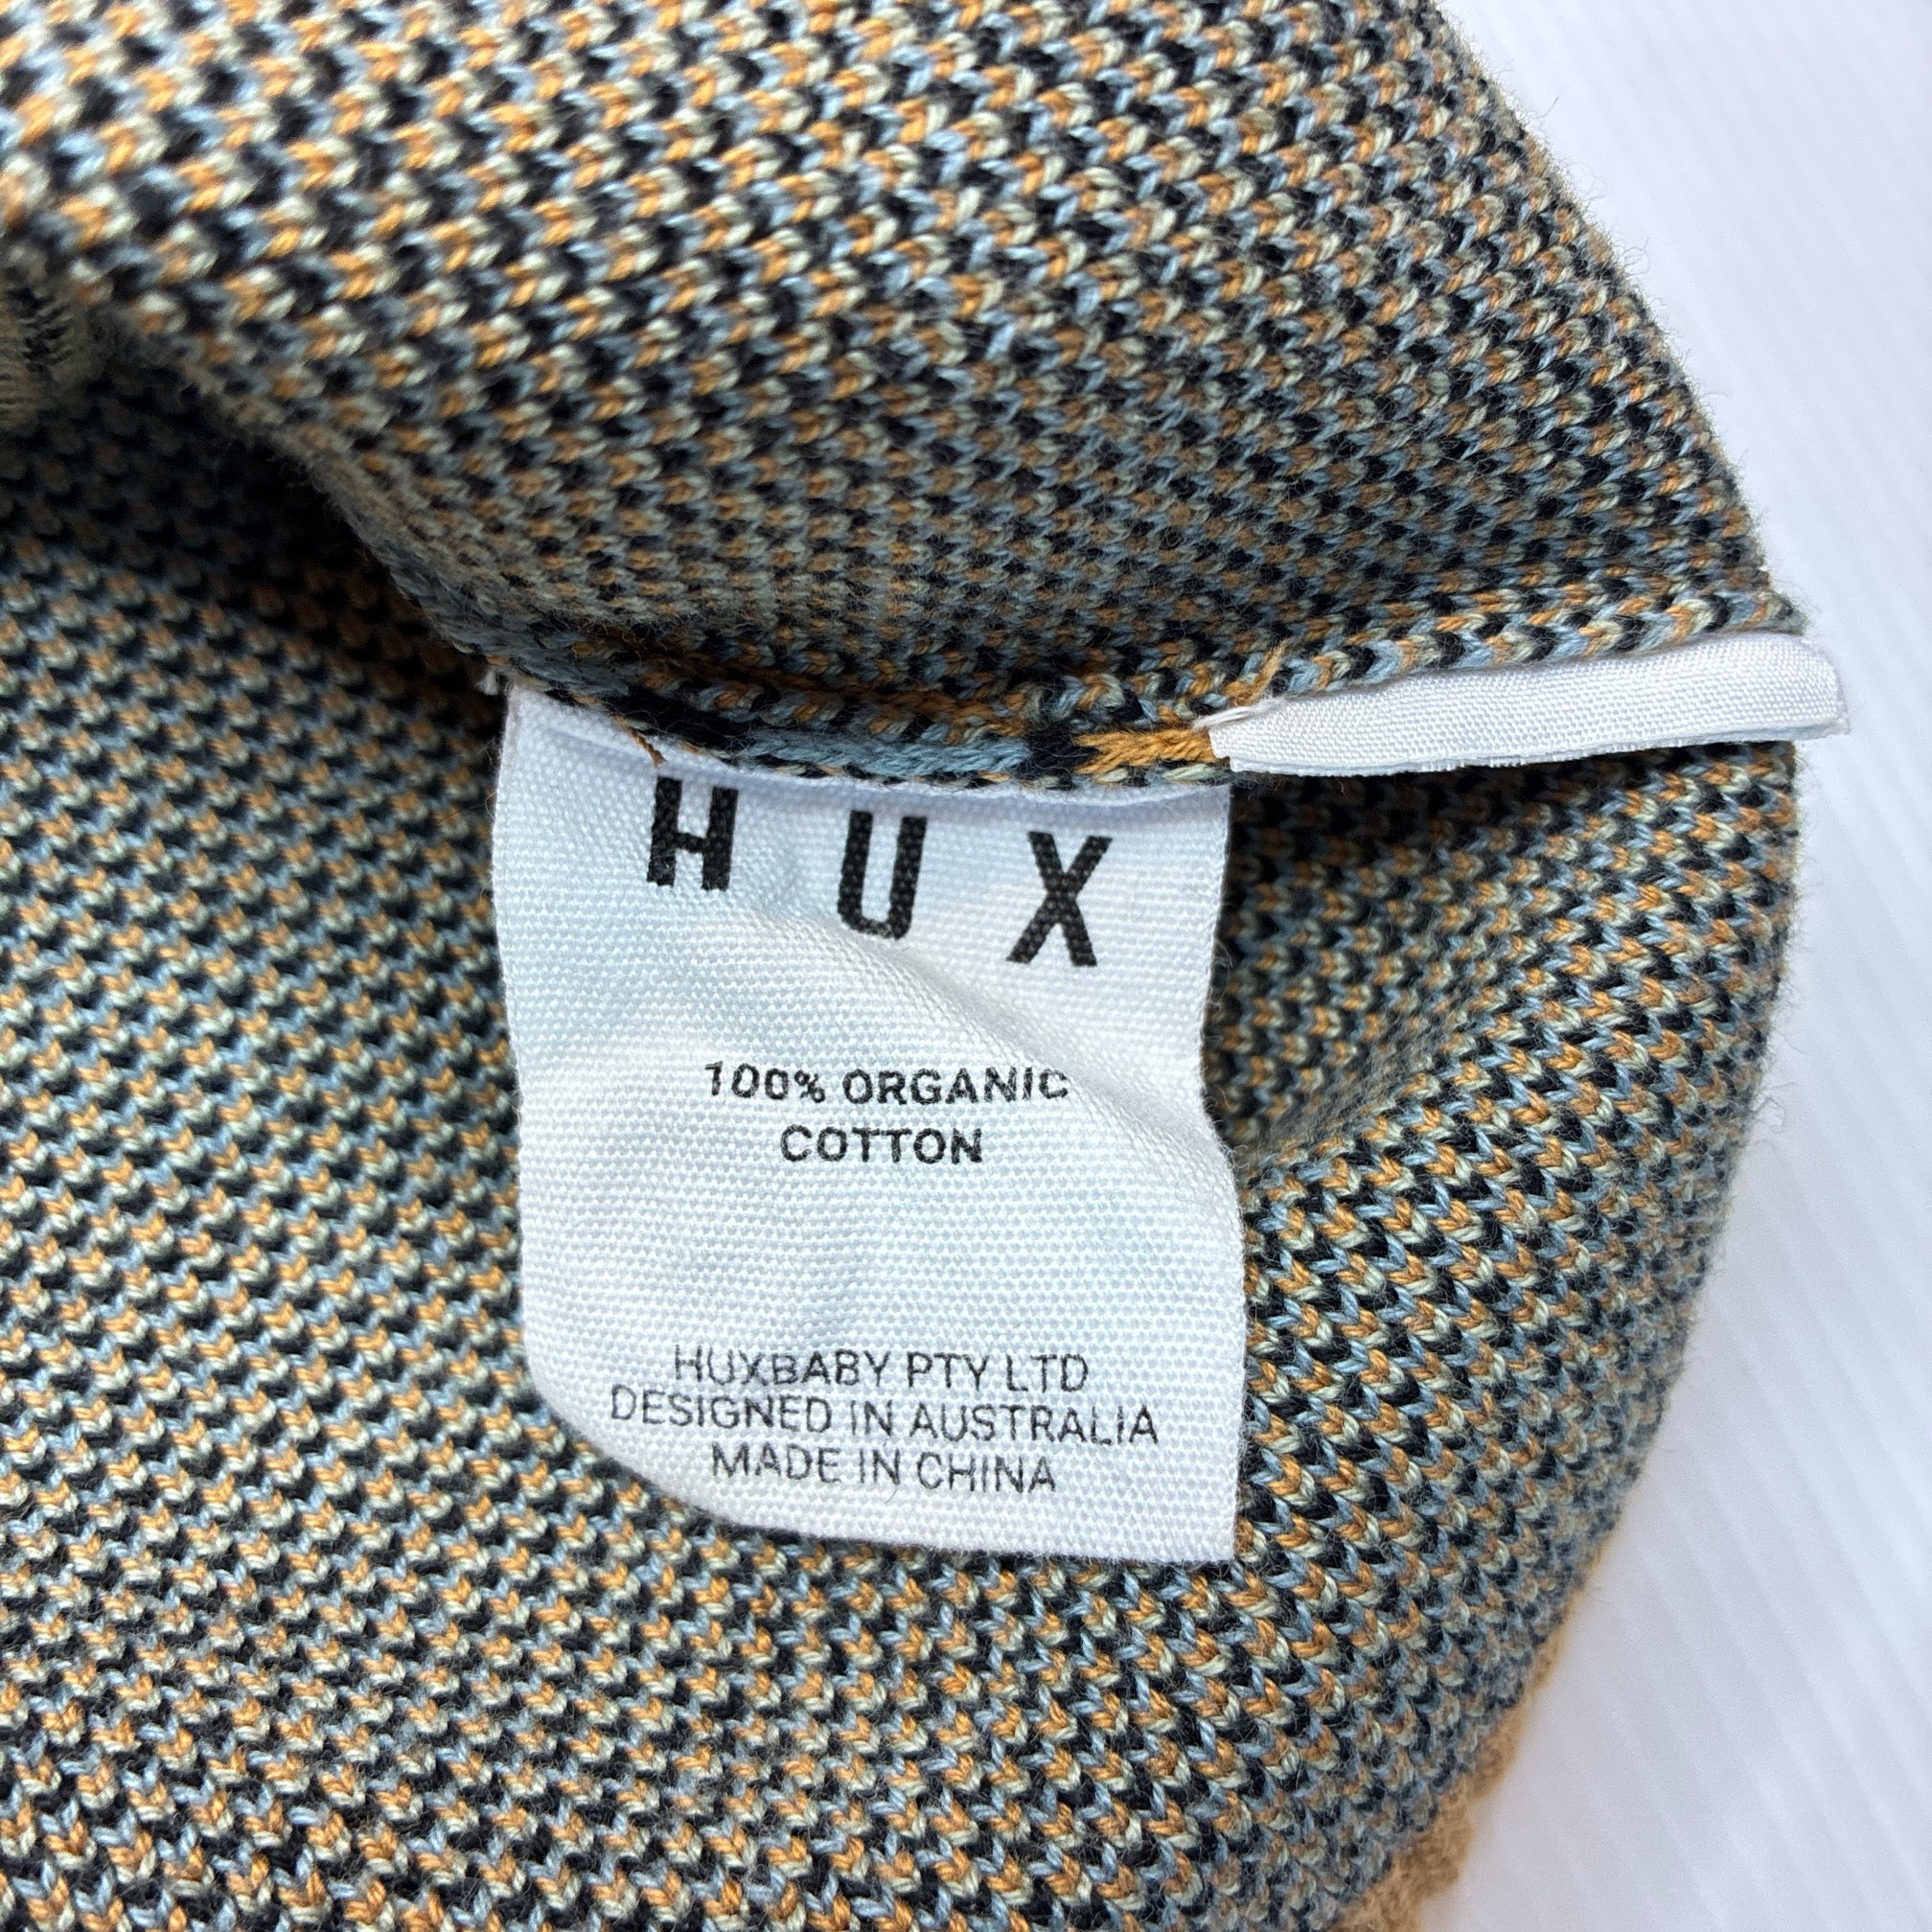 HUX
100% ORGANIC
COTTON
HUXBABY PTY LTD
DESIGNED IN AUSTRALIA
MADE IN CHINA